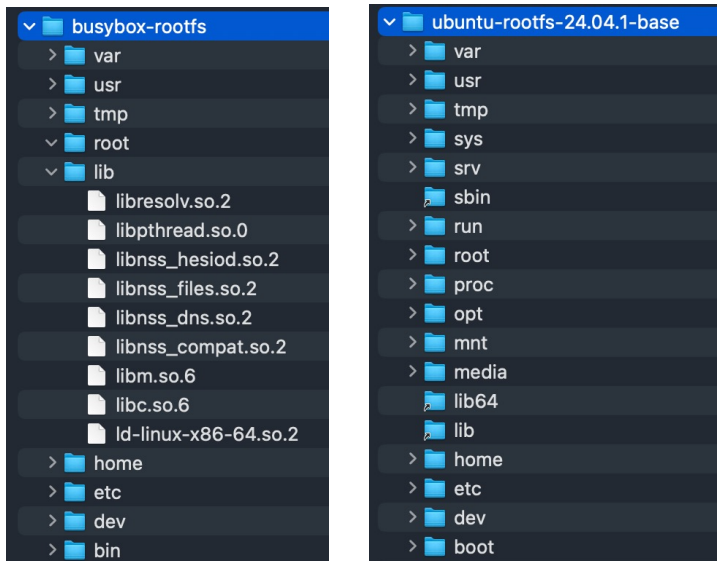 busybox-rootfs
var
usr
tmp
root
lib
libresolv.so.2
libpthread.so.0
libnss_hesiod.so.2
libnss_files.so.2
libnss_dns.so.2
libnss_compat.so.2
libm.so.6
libc.so.6
ld-linux-x86-64.so.2
home
etc
dev
bin
ubuntu-rootfs-24.04.1-base
var
usr
tmp
sys
srv
sbin
run
root
proc
opt
mnt
media
lib64
lib
home
etc
dev
boot